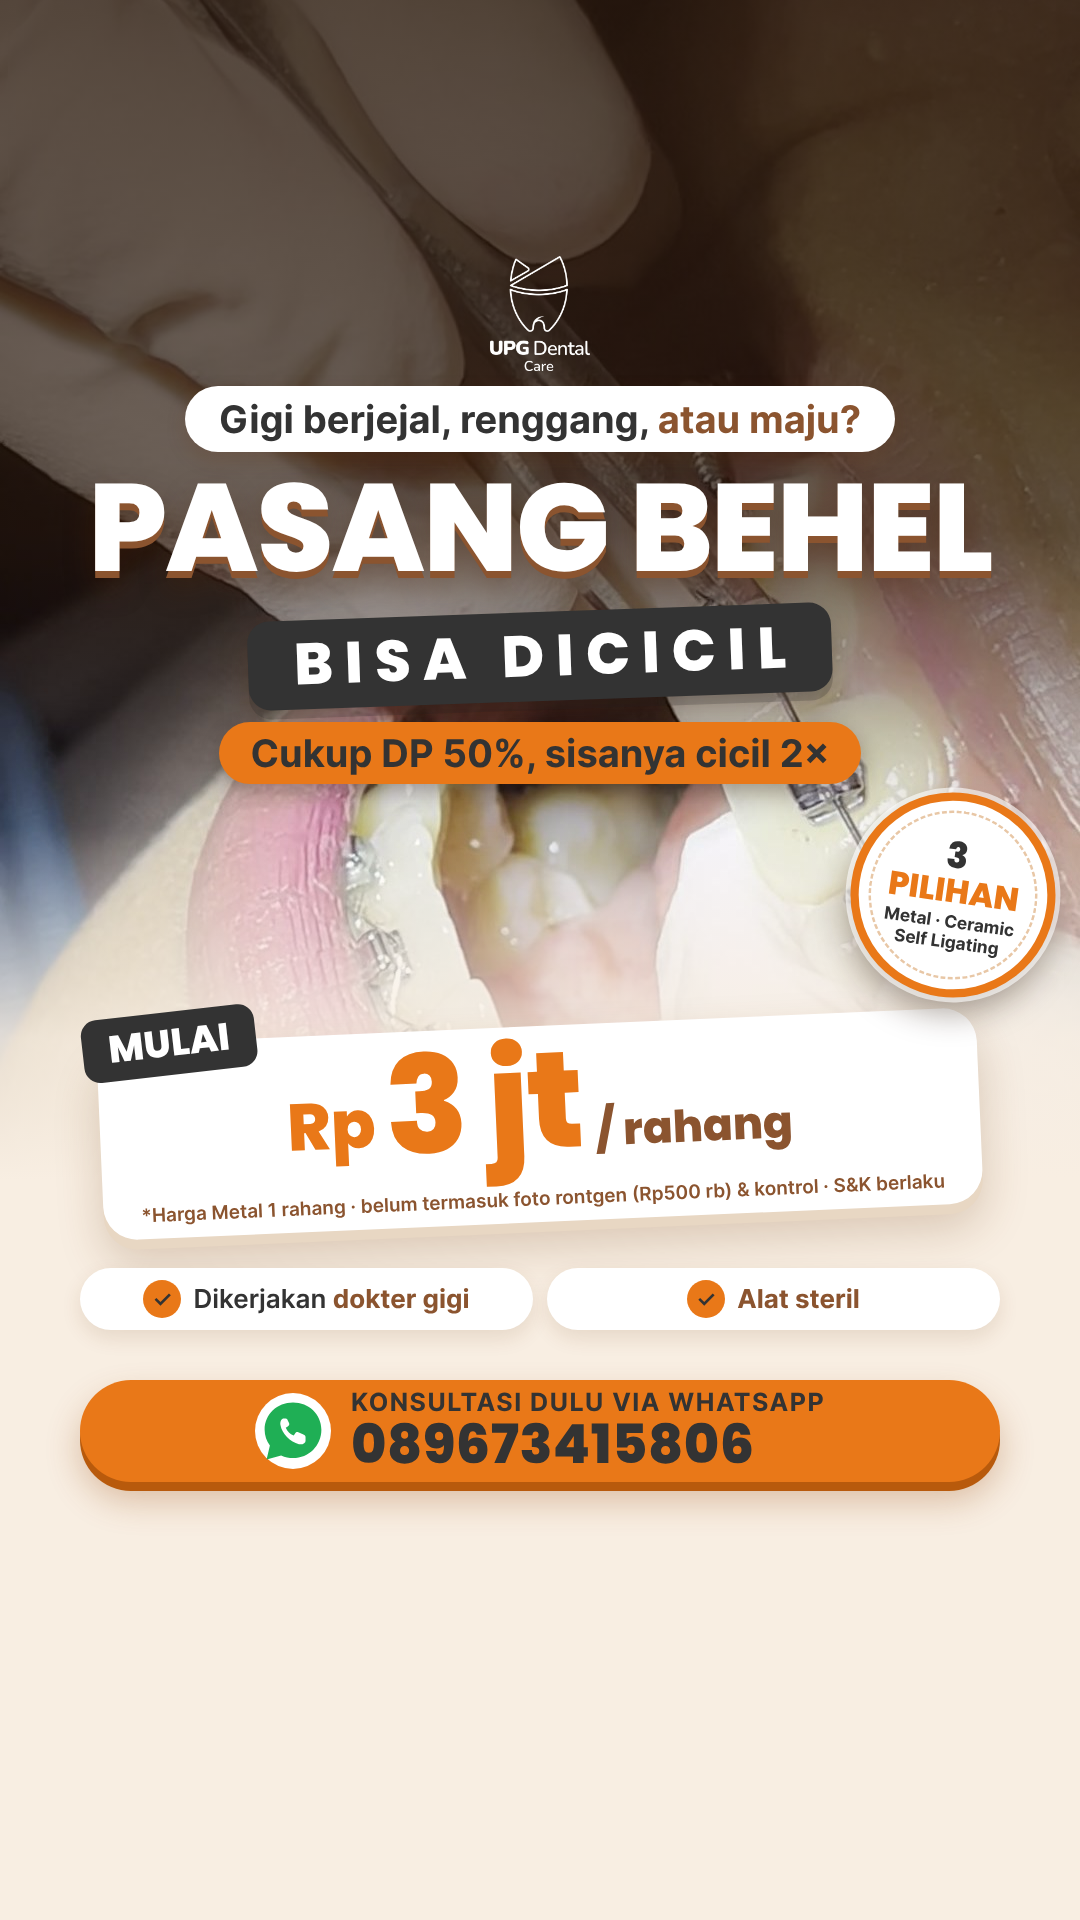 UPG Dental
Care
Gigi berjejal, renggang, atau maju?
PASANG BEHEL
BISA DICICIL
Cukup DP 50%, sisanya cicil 2×
3
PILIHAN
Metal · Ceramic
Self Ligating
MULAI
Rp 3 jt / rahang
*Harga Metal 1 rahang · belum termasuk foto rontgen (Rp500 rb) & kontrol · S&K berlaku
Dikerjakan dokter gigi
Alat steril
KONSULTASI DULU VIA WHATSAPP
089673415806